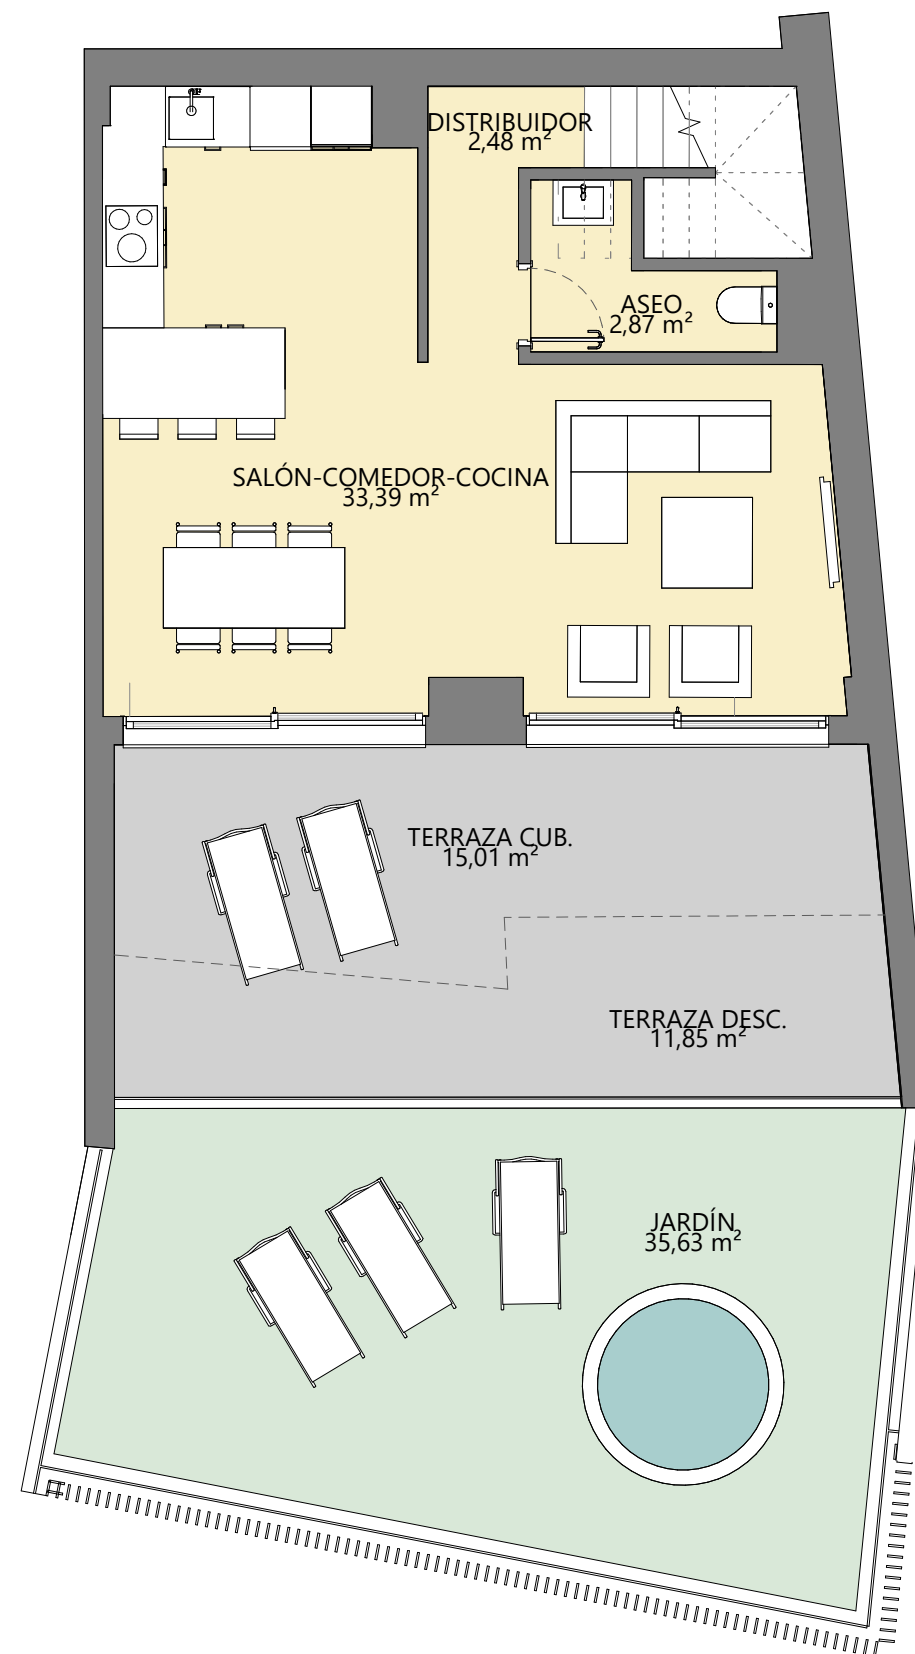 DISTRIBUIDOR
2,48 m²
ASEO
2,87 m²
SALÓN-COMEDOR-COCINA
33,39 m²
TERRAZA CUB.
15,01 m²
TERRAZA DESC.
11,85 m²
JARDÍN
35,63 m²